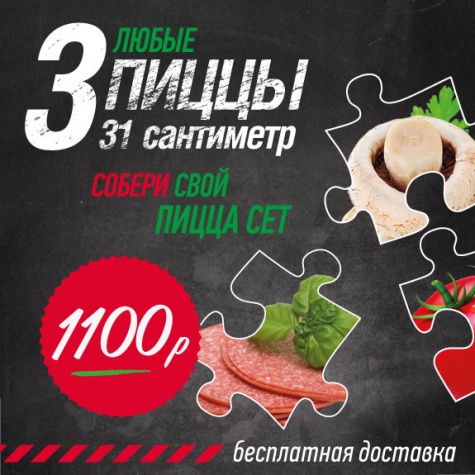 3 ЛЮБЫЕ
ПИЦЦЫ
31 сантиметр
СОБЕРИ СВОЙ
ПИЦЦА СЕТ
1100р
бесплатная доставка